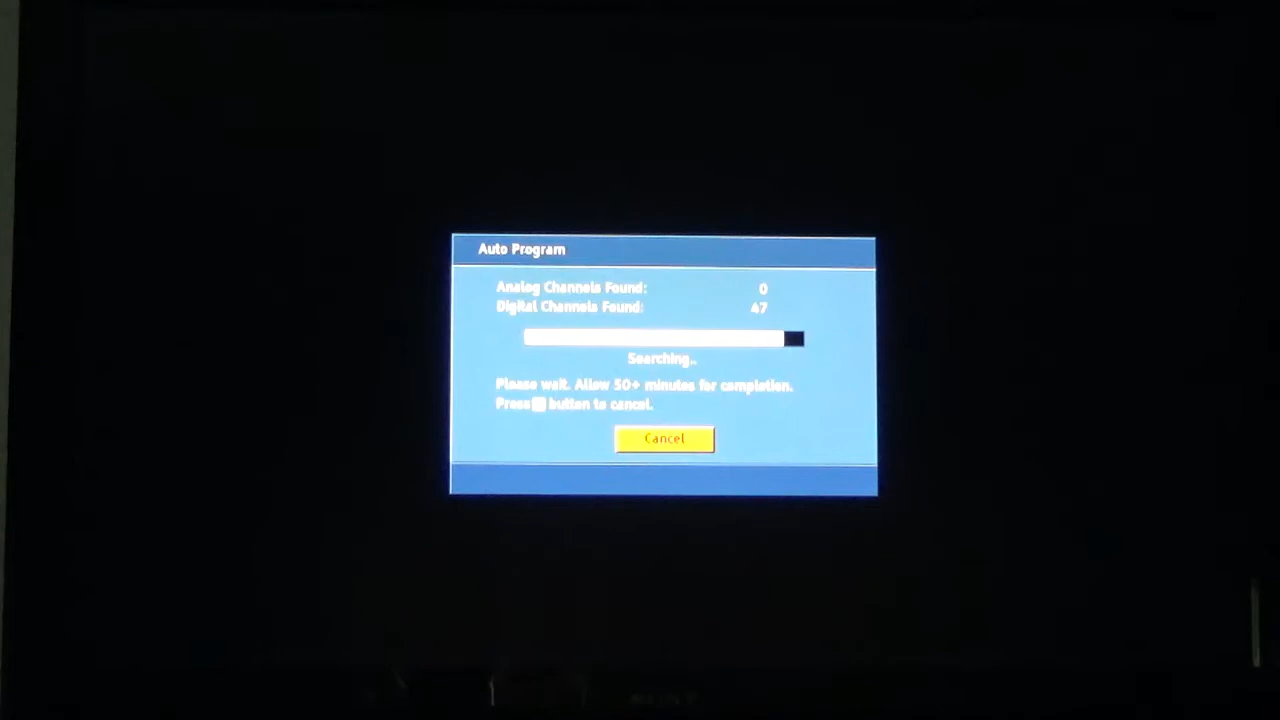 Auto Program
Analog Channels Found: 0
Digital Channels Found: 47
Searching..
Please wait. Allow 50+ minutes for completion.
Press button to cancel.
Cancel
SONY